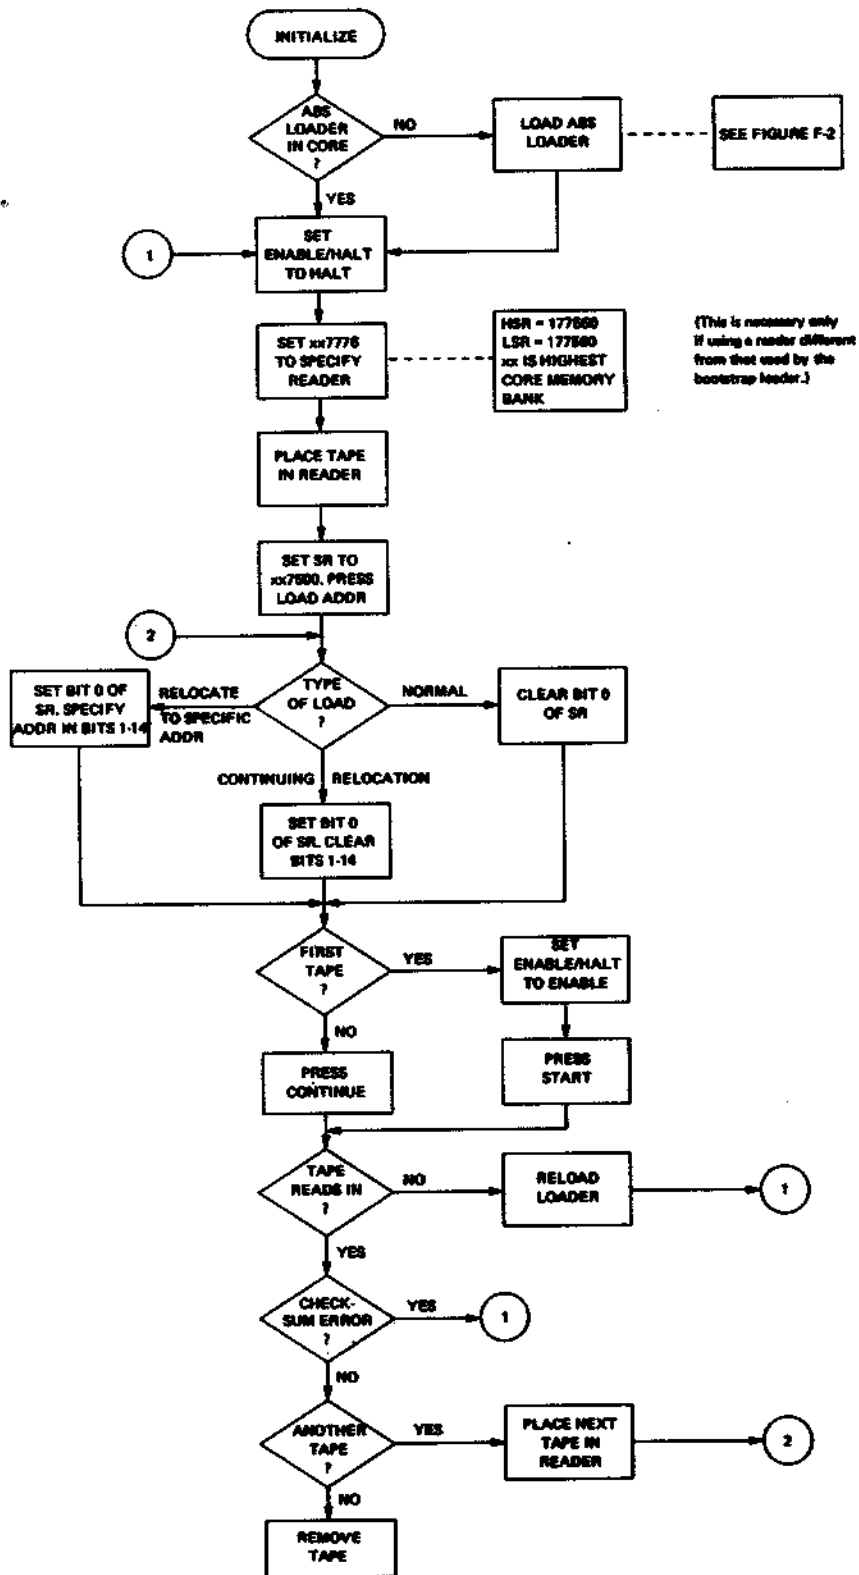 INITIALIZE
ABS
LOADER
IN CORE
?
NO
LOAD ABS
LOADER
SEE FIGURE F-2
YES
1
SET
ENABLE/HALT
TO HALT
SET xx7776
TO SPECIFY
READER
HSR = 177550
LSR = 177560
xx IS HIGHEST
CORE MEMORY
BANK
(This is necessary only
if using a reader different
from that used by the
bootstrap loader.)
PLACE TAPE
IN READER
SET SR TO
xx7500. PRESS
LOAD ADDR
2
TYPE
OF LOAD
?
RELOCATE
TO SPECIFIC
ADDR
SET BIT 0 OF
SR. SPECIFY
ADDR IN BITS 1-14
NORMAL
CLEAR BIT 0
OF SR
CONTINUING RELOCATION
SET BIT 0
OF SR. CLEAR
BITS 1-14
FIRST
TAPE
?
YES
SET
ENABLE/HALT
TO ENABLE
NO
PRESS
CONTINUE
PRESS
START
TAPE
READS IN
?
NO
RELOAD
LOADER
1
YES
CHECK-
SUM ERROR
?
YES
1
NO
ANOTHER
TAPE
?
YES
PLACE NEXT
TAPE IN
READER
2
NO
REMOVE
TAPE